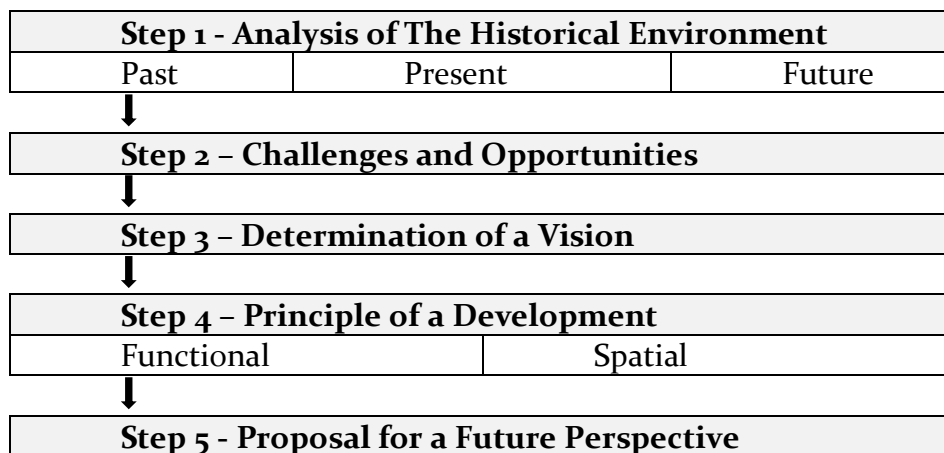 Step 1 - Analysis of The Historical Environment
Past Present Future
Step 2 – Challenges and Opportunities
Step 3 – Determination of a Vision
Step 4 – Principle of a Development
Functional Spatial
Step 5 - Proposal for a Future Perspective